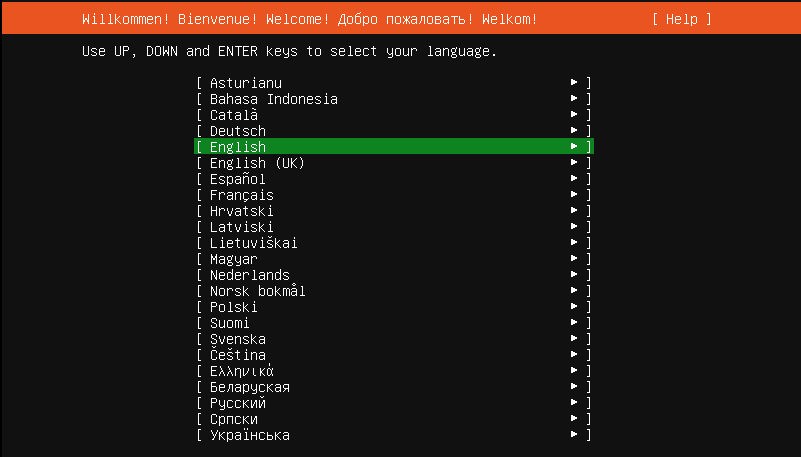 Willkommen! Bienvenue! Welcome! Добро пожаловать! Welkom! [ Help ]
Use UP, DOWN and ENTER keys to select your language.
[ Asturianu ► ]
[ Bahasa Indonesia ► ]
[ Català ► ]
[ Deutsch ► ]
[ English ► ]
[ English (UK) ► ]
[ Español ► ]
[ Français ► ]
[ Hrvatski ► ]
[ Latviski ► ]
[ Lietuviškai ► ]
[ Magyar ► ]
[ Nederlands ► ]
[ Norsk bokmål ► ]
[ Polski ► ]
[ Suomi ► ]
[ Svenska ► ]
[ Čeština ► ]
[ Ελληνικά ► ]
[ Беларуская ► ]
[ Русский ► ]
[ Српски ► ]
[ Українська ► ]